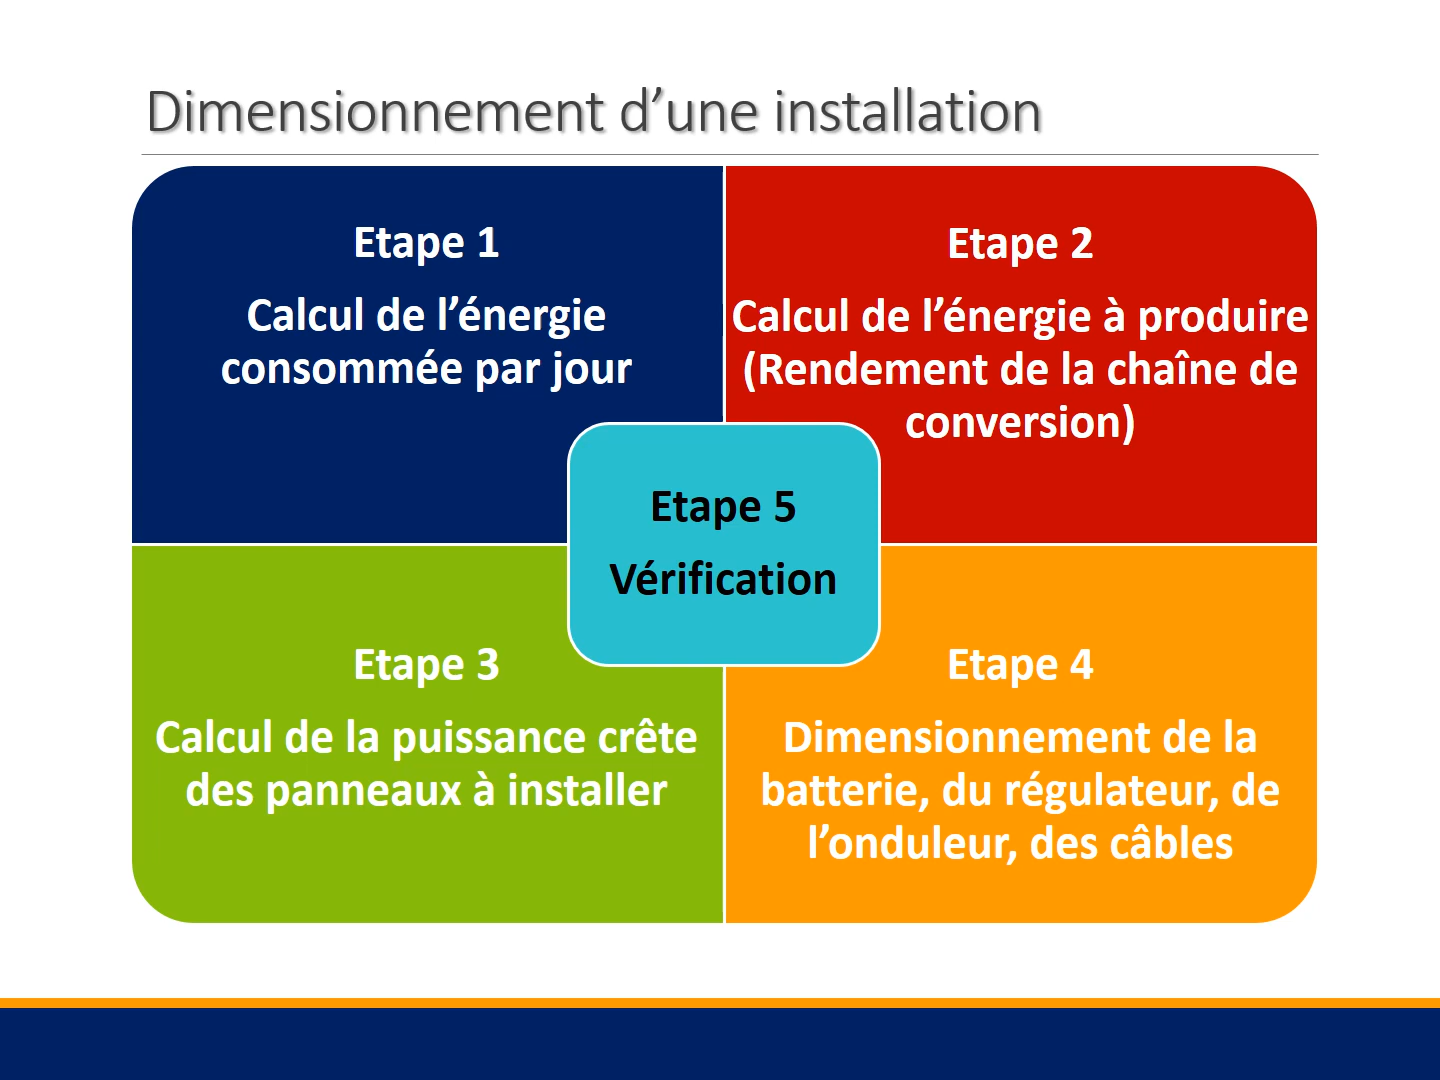 Dimensionnement d’une installation
Etape 1
Calcul de l’énergie
consommée par jour
Etape 2
Calcul de l’énergie à produire
(Rendement de la chaîne de
conversion)
Etape 5
Vérification
Etape 3
Calcul de la puissance crête
des panneaux à installer
Etape 4
Dimensionnement de la
batterie, du régulateur, de
l’onduleur, des câbles